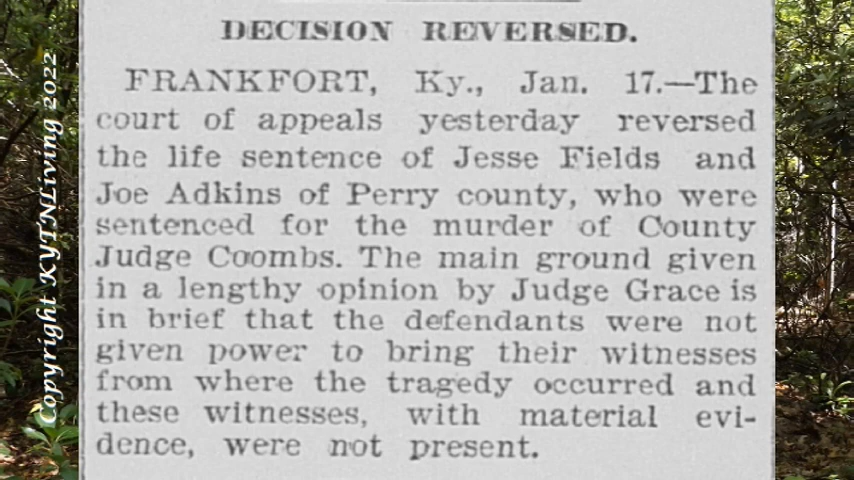 DECISION REVERSED.
FRANKFORT, Ky., Jan. 17.—The
court of appeals yesterday reversed
the life sentence of Jesse Fields and
Joe Adkins of Perry county, who were
sentenced for the murder of County
Judge Coombs. The main ground given
in a lengthy opinion by Judge Grace is
in brief that the defendants were not
given power to bring their witnesses
from where the tragedy occurred and
these witnesses, with material evi-
dence, were not present.
Copyright KYTNLiving 2022